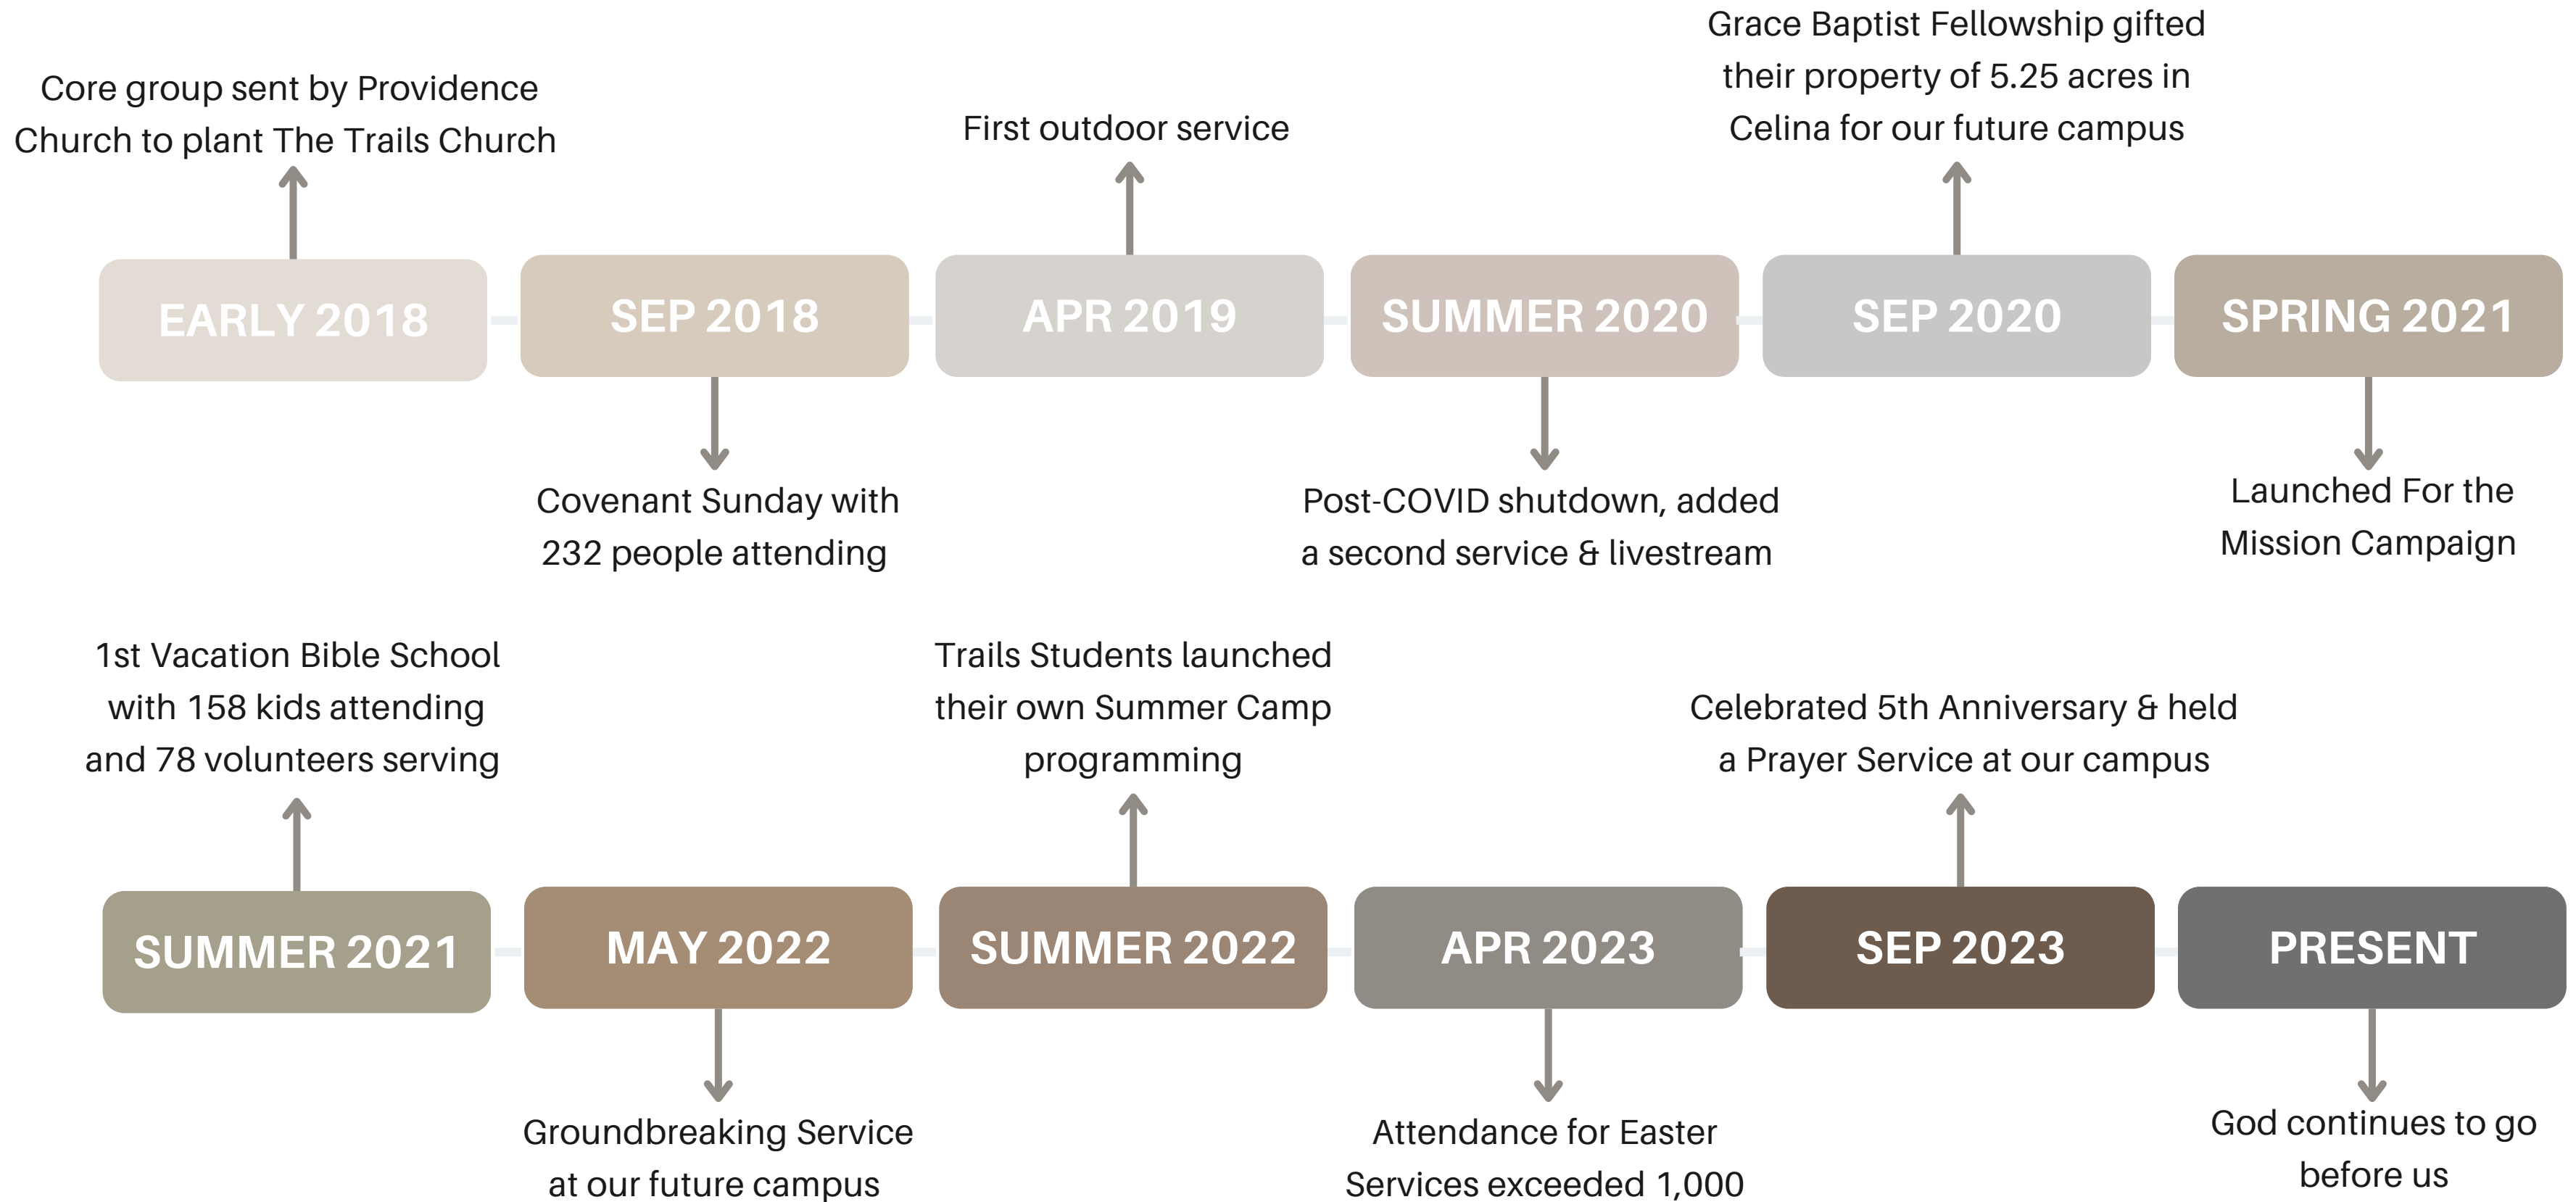 Core group sent by Providence
Church to plant The Trails Church
First outdoor service
Grace Baptist Fellowship gifted
their property of 5.25 acres in
Celina for our future campus
EARLY 2018
SEP 2018
APR 2019
SUMMER 2020
SEP 2020
SPRING 2021
Covenant Sunday with
232 people attending
Post-COVID shutdown, added
a second service & livestream
Launched For the
Mission Campaign
1st Vacation Bible School
with 158 kids attending
and 78 volunteers serving
Trails Students launched
their own Summer Camp
programming
Celebrated 5th Anniversary & held
a Prayer Service at our campus
SUMMER 2021
MAY 2022
SUMMER 2022
APR 2023
SEP 2023
PRESENT
Groundbreaking Service
at our future campus
Attendance for Easter
Services exceeded 1,000
God continues to go
before us